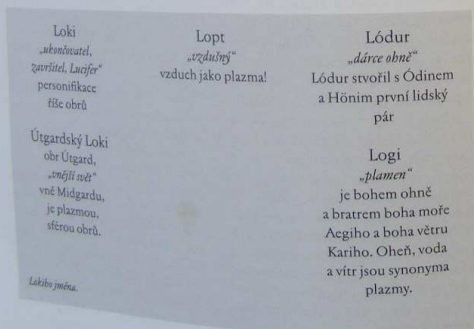 Loki
„ukončovatel,
završitel, Lucifer“
personifikace
říše obrů
Útgardský Loki
obr Útgard,
„vnější svět“
vně Midgardu,
je plazmou,
sférou obrů.
Lopt
„vzdušný“
vzduch jako plazma!
Lódur
„dárce ohně“
Lódur stvořil s Ódinem
a Hönim první lidský
pár
Logi
„plamen“
je bohem ohně
a bratrem boha moře
Aegiho a boha větru
Kariho. Oheň, voda
a vítr jsou synonyma
plazmy.
Lokiho jména.